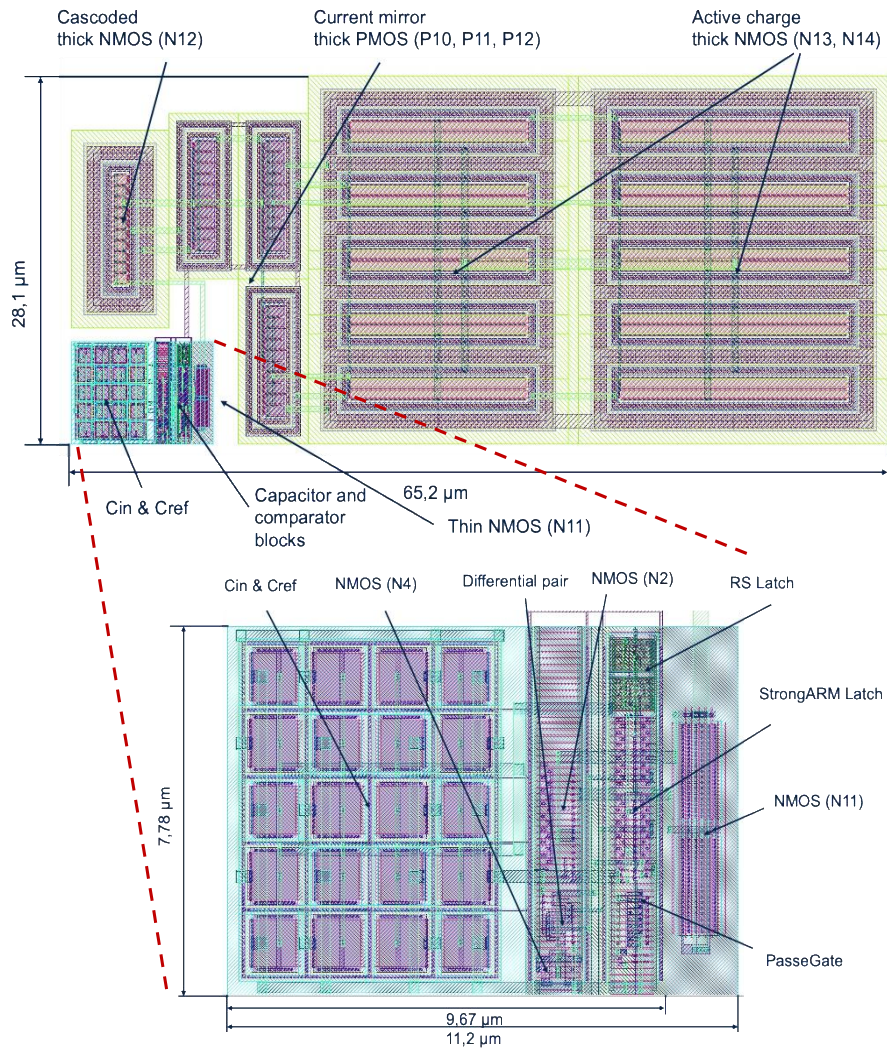 Cascoded
thick NMOS (N12)
Current mirror
thick PMOS (P10, P11, P12)
Active charge
thick NMOS (N13, N14)
28,1 µm
65,2 µm
Cin & Cref
Capacitor and
comparator
blocks
Thin NMOS (N11)
Cin & Cref
NMOS (N4)
Differential pair
NMOS (N2)
RS Latch
StrongARM Latch
7,78 µm
NMOS (N11)
PasseGate
9,67 µm
11,2 µm